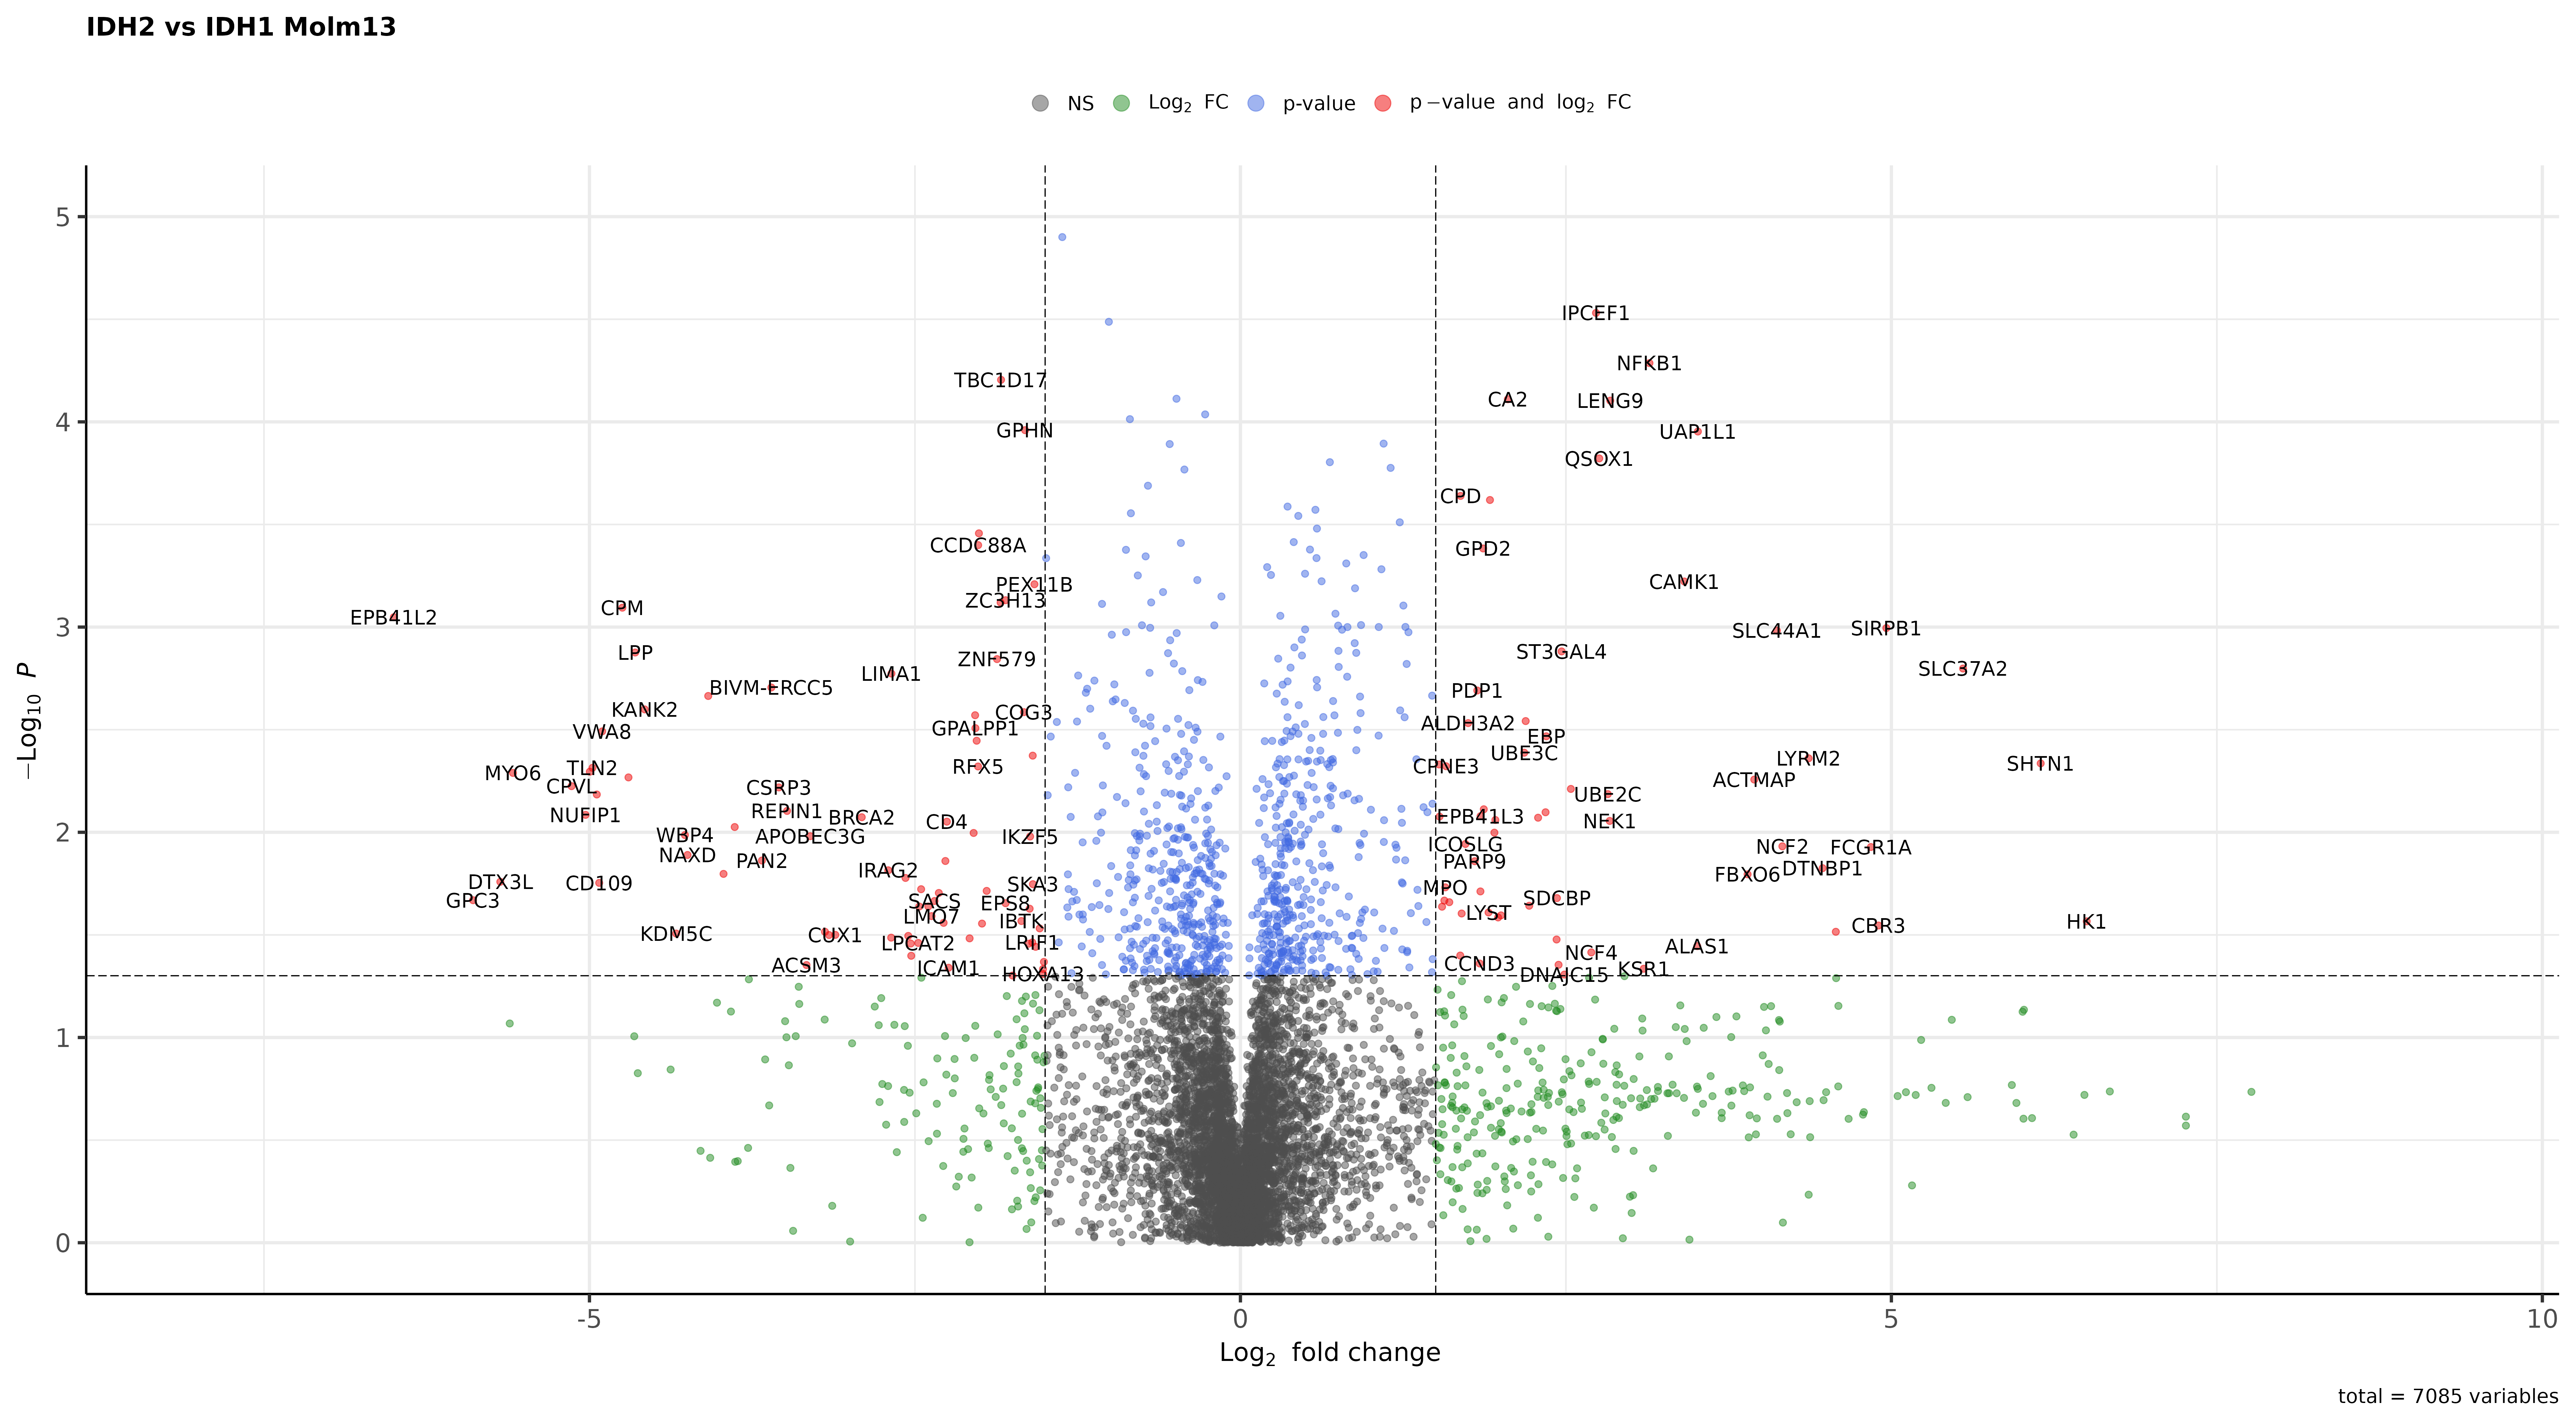 IDH2 vs IDH1 Molm13
NS Log₂ FC p-value p−value and log₂ FC
5
IPCEF1
NFKB1
TBC1D17
CA2 LENG9
4
GPHN UAP1L1
QSOX1
CPD
CCDC88A GPD2
PEX11B CAMK1
ZC3H13
CPM
3
EPB41L2 SLC44A1 SIRPB1
LPP ZNF579 ST3GAL4
LIMA1 SLC37A2
BIVM-ERCC5 PDP1
KANK2 COG3
VWA8 GPALPP1 ALDH3A2
EBP
UBE3C
MYO6 TLN2 RFX5 CPNE3 LYRM2 SHTN1
CPVL CSRP3 ACTMAP
UBE2C
NUFIP1 REPIN1 BRCA2 CD4 EPB41L3 NEK1
2
WBP4 APOBEC3G IKZF5 ICOSLG
NAXD PAN2 PARP9 NCF2 FCGR1A
DTX3L CD109 IRAG2 SKA3 MPO FBXO6 DTNBP1
GPC3 SACS EPS8 SDCBP
LMO7 IBTK LYST CBR3 HK1
KDM5C CUX1 LPCAT2 LRIF1 ALAS1
NCF4
ACSM3 ICAM1 HOXA13 CCND3 DNAJC15 KSR1
1
0
−Log₁₀ P
-5 0 5 10
Log₂ fold change
total = 7085 variables